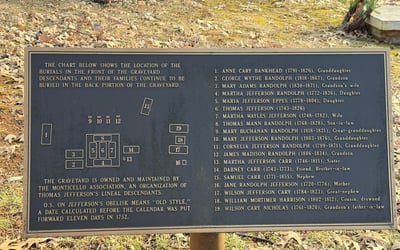 THE CHART BELOW SHOWS THE LOCATION OF THE
BURIALS IN THE FRONT OF THE GRAVEYARD.
DESCENDANTS AND THEIR FAMILIES CONTINUE TO BE
BURIED IN THE BACK PORTION OF THE GRAVEYARD.
THE GRAVEYARD IS OWNED AND MAINTAINED BY
THE MONTICELLO ASSOCIATION, AN ORGANIZATION OF
THOMAS JEFFERSON'S LINEAL DESCENDANTS.
O.S. ON JEFFERSON'S OBELISK MEANS "OLD STYLE,"
A DATE CALCULATED BEFORE THE CALENDAR WAS PUT
FORWARD ELEVEN DAYS IN 1752.
1. ANNE CARY BANKHEAD (1791-1826), Granddaughter
2. GEORGE WYTHE RANDOLPH (1818-1867), Grandson
3. MARY ADAMS RANDOLPH (1830-1871), Grandson's wife
4. MARTHA JEFFERSON RANDOLPH (1772-1836), Daughter
5. MARIA JEFFERSON EPPES (1778-1804), Daughter
6. THOMAS JEFFERSON (1743-1826)
7. MARTHA WAYLES JEFFERSON (1748-1782), Wife
8. THOMAS MANN RANDOLPH (1768-1828), Son-in-law
9. MARY BUCHANAN RANDOLPH (1818-1821), Great-granddaughter
10. MARY JEFFERSON RANDOLPH (1803-1876), Granddaughter
11. CORNELIA JEFFERSON RANDOLPH (1799-1871), Granddaughter
12. JAMES MADISON RANDOLPH (1806-1834), Grandson
13. MARTHA JEFFERSON CARR (1746-1811), Sister
14. DABNEY CARR (1743-1773), Friend, Brother-in-law
15. SAMUEL CARR (1771-1855), Nephew
16. JANE RANDOLPH JEFFERSON (1720-1776), Mother
17. WILSON JEFFERSON CARY (1784-1823), Great-nephew
18. WILLIAM MORTIMER HARRISON (1802-1812), Cousin, drowned
19. WILSON CARY NICHOLAS (1761-1820), Grandson's father-in-law